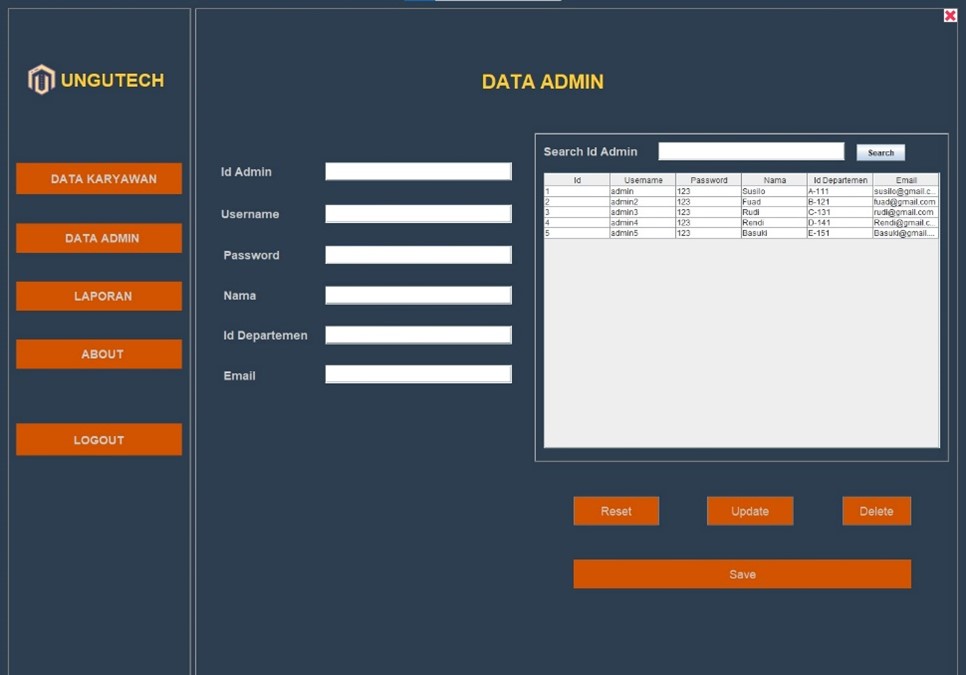 UNGUTECH
DATA KARYAWAN
DATA ADMIN
LAPORAN
ABOUT
LOGOUT
DATA ADMIN
Id Admin
Username
Password
Nama
Id Departemen
Email
Search Id Admin
Search
Id Username Password Nama Id Departemen Email
1 admin 123 Susilo A-111 susilo@gmail.c...
2 admin2 123 Fuad B-121 fuad@gmail.com
3 admin3 123 Rudi C-131 rudi@gmail.com
4 admin4 123 Rendi D-141 Rendi@gmail.c...
5 admin5 123 Basuki E-151 Basuki@gmail....
Reset Update Delete
Save